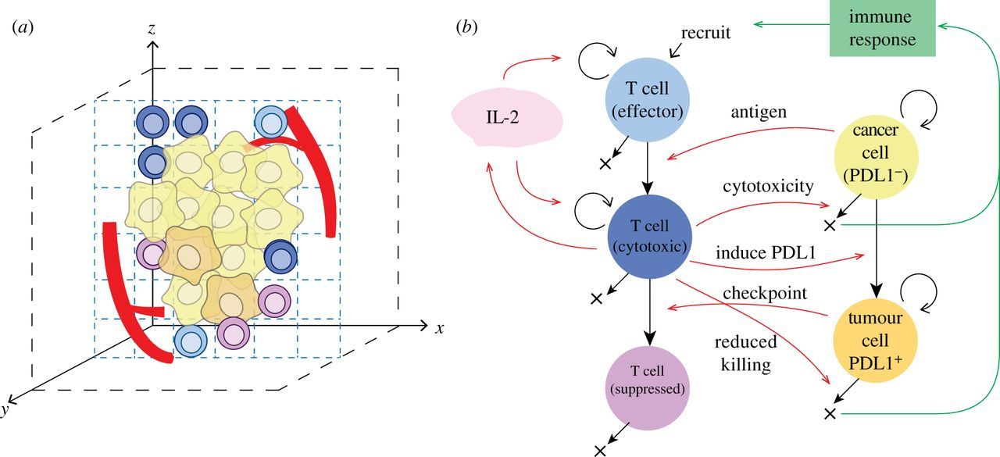 (a)
z
x
y
(b)
recruit
immune
response
IL-2
T cell
(effector)
antigen
cancer
cell
(PDL1⁻)
cytotoxicity
T cell
(cytotoxic)
induce PDL1
checkpoint
reduced
killing
tumour
cell
PDL1⁺
T cell
(suppressed)